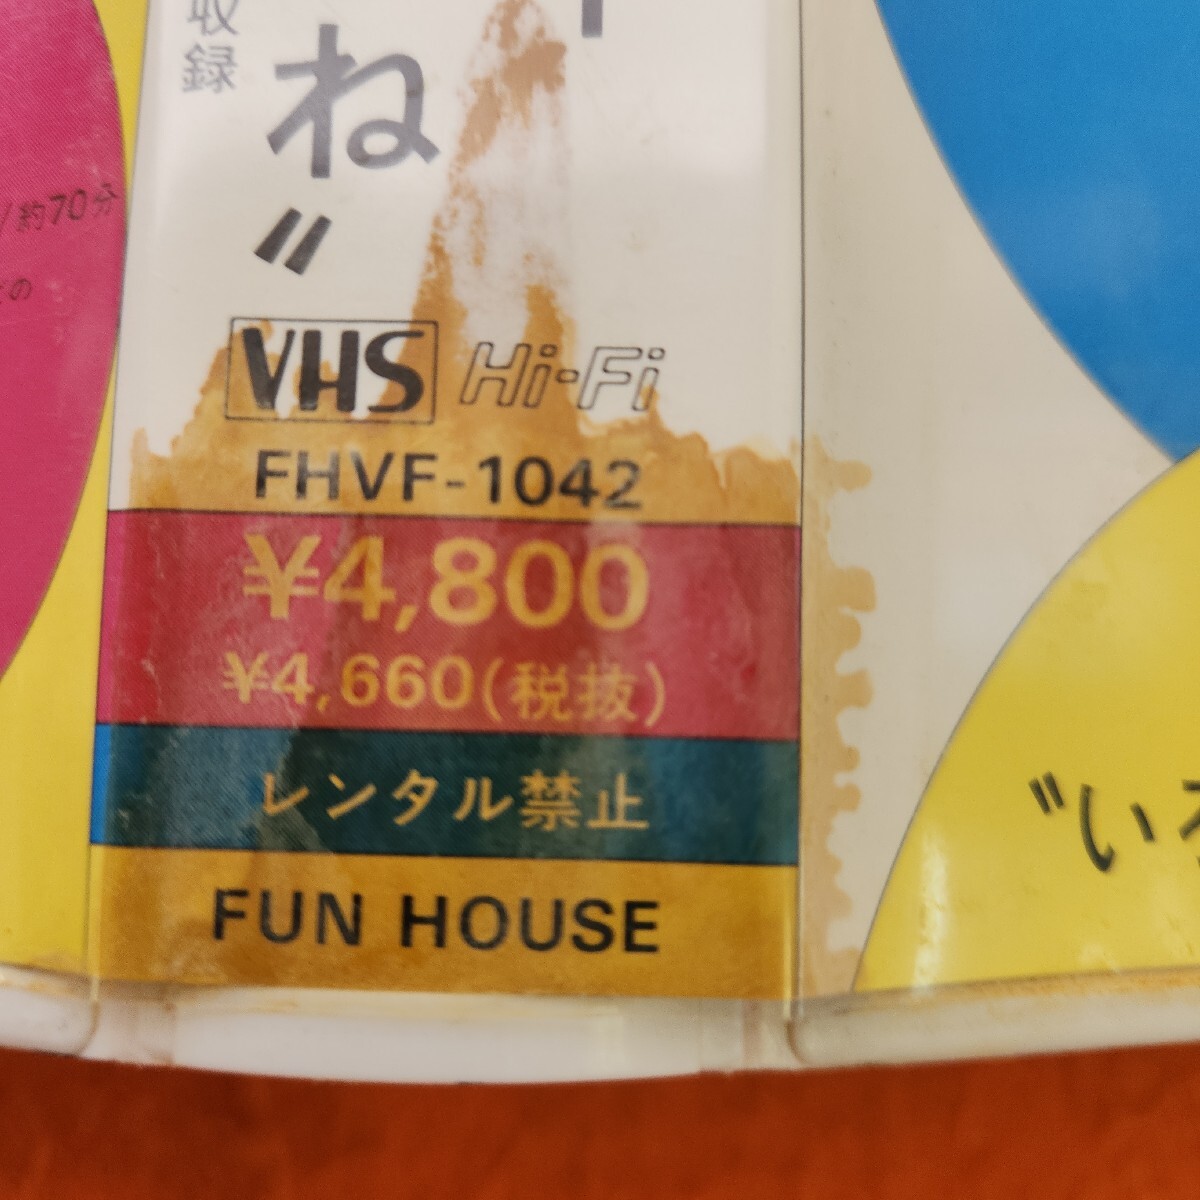 収録
ね"
/約70分
の
VHS Hi-Fi
FHVF-1042
¥4,800
¥4,660(税抜)
レンタル禁止
FUN HOUSE
"い